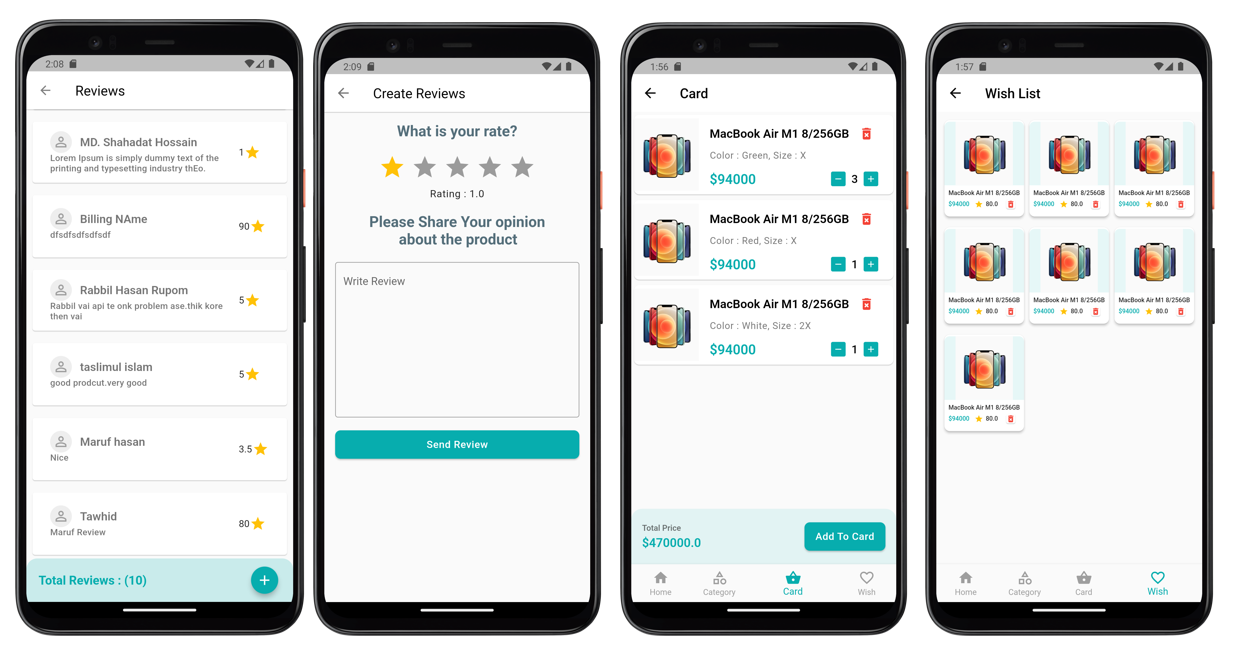 2:08
Reviews
MD. Shahadat Hossain
Lorem Ipsum is simply dummy text of the
printing and typesetting industry thEo.
1
Billing NAme
dfsdfsdfsdfsdf
90
Rabbil Hasan Rupom
Rabbil vai api te onk problem ase.thik kore
then vai
5
taslimul islam
good prodcut.very good
5
Maruf hasan
Nice
3.5
Tawhid
Maruf Review
80
Total Reviews : (10)
+
2:09
Create Reviews
What is your rate?
Rating : 1.0
Please Share Your opinion
about the product
Write Review
Send Review
1:56
Card
MacBook Air M1 8/256GB
Color : Green, Size : X
$94000
− 3 +
MacBook Air M1 8/256GB
Color : Red, Size : X
$94000
− 1 +
MacBook Air M1 8/256GB
Color : White, Size : 2X
$94000
− 1 +
Total Price
$470000.0
Add To Card
Home
Category
Card
Wish
1:57
Wish List
MacBook Air M1 8/256GB
$94000 80.0
MacBook Air M1 8/256GB
$94000 80.0
MacBook Air M1 8/256GB
$94000 80.0
MacBook Air M1 8/256GB
$94000 80.0
MacBook Air M1 8/256GB
$94000 80.0
MacBook Air M1 8/256GB
$94000 80.0
MacBook Air M1 8/256GB
$94000 80.0
Home
Category
Card
Wish